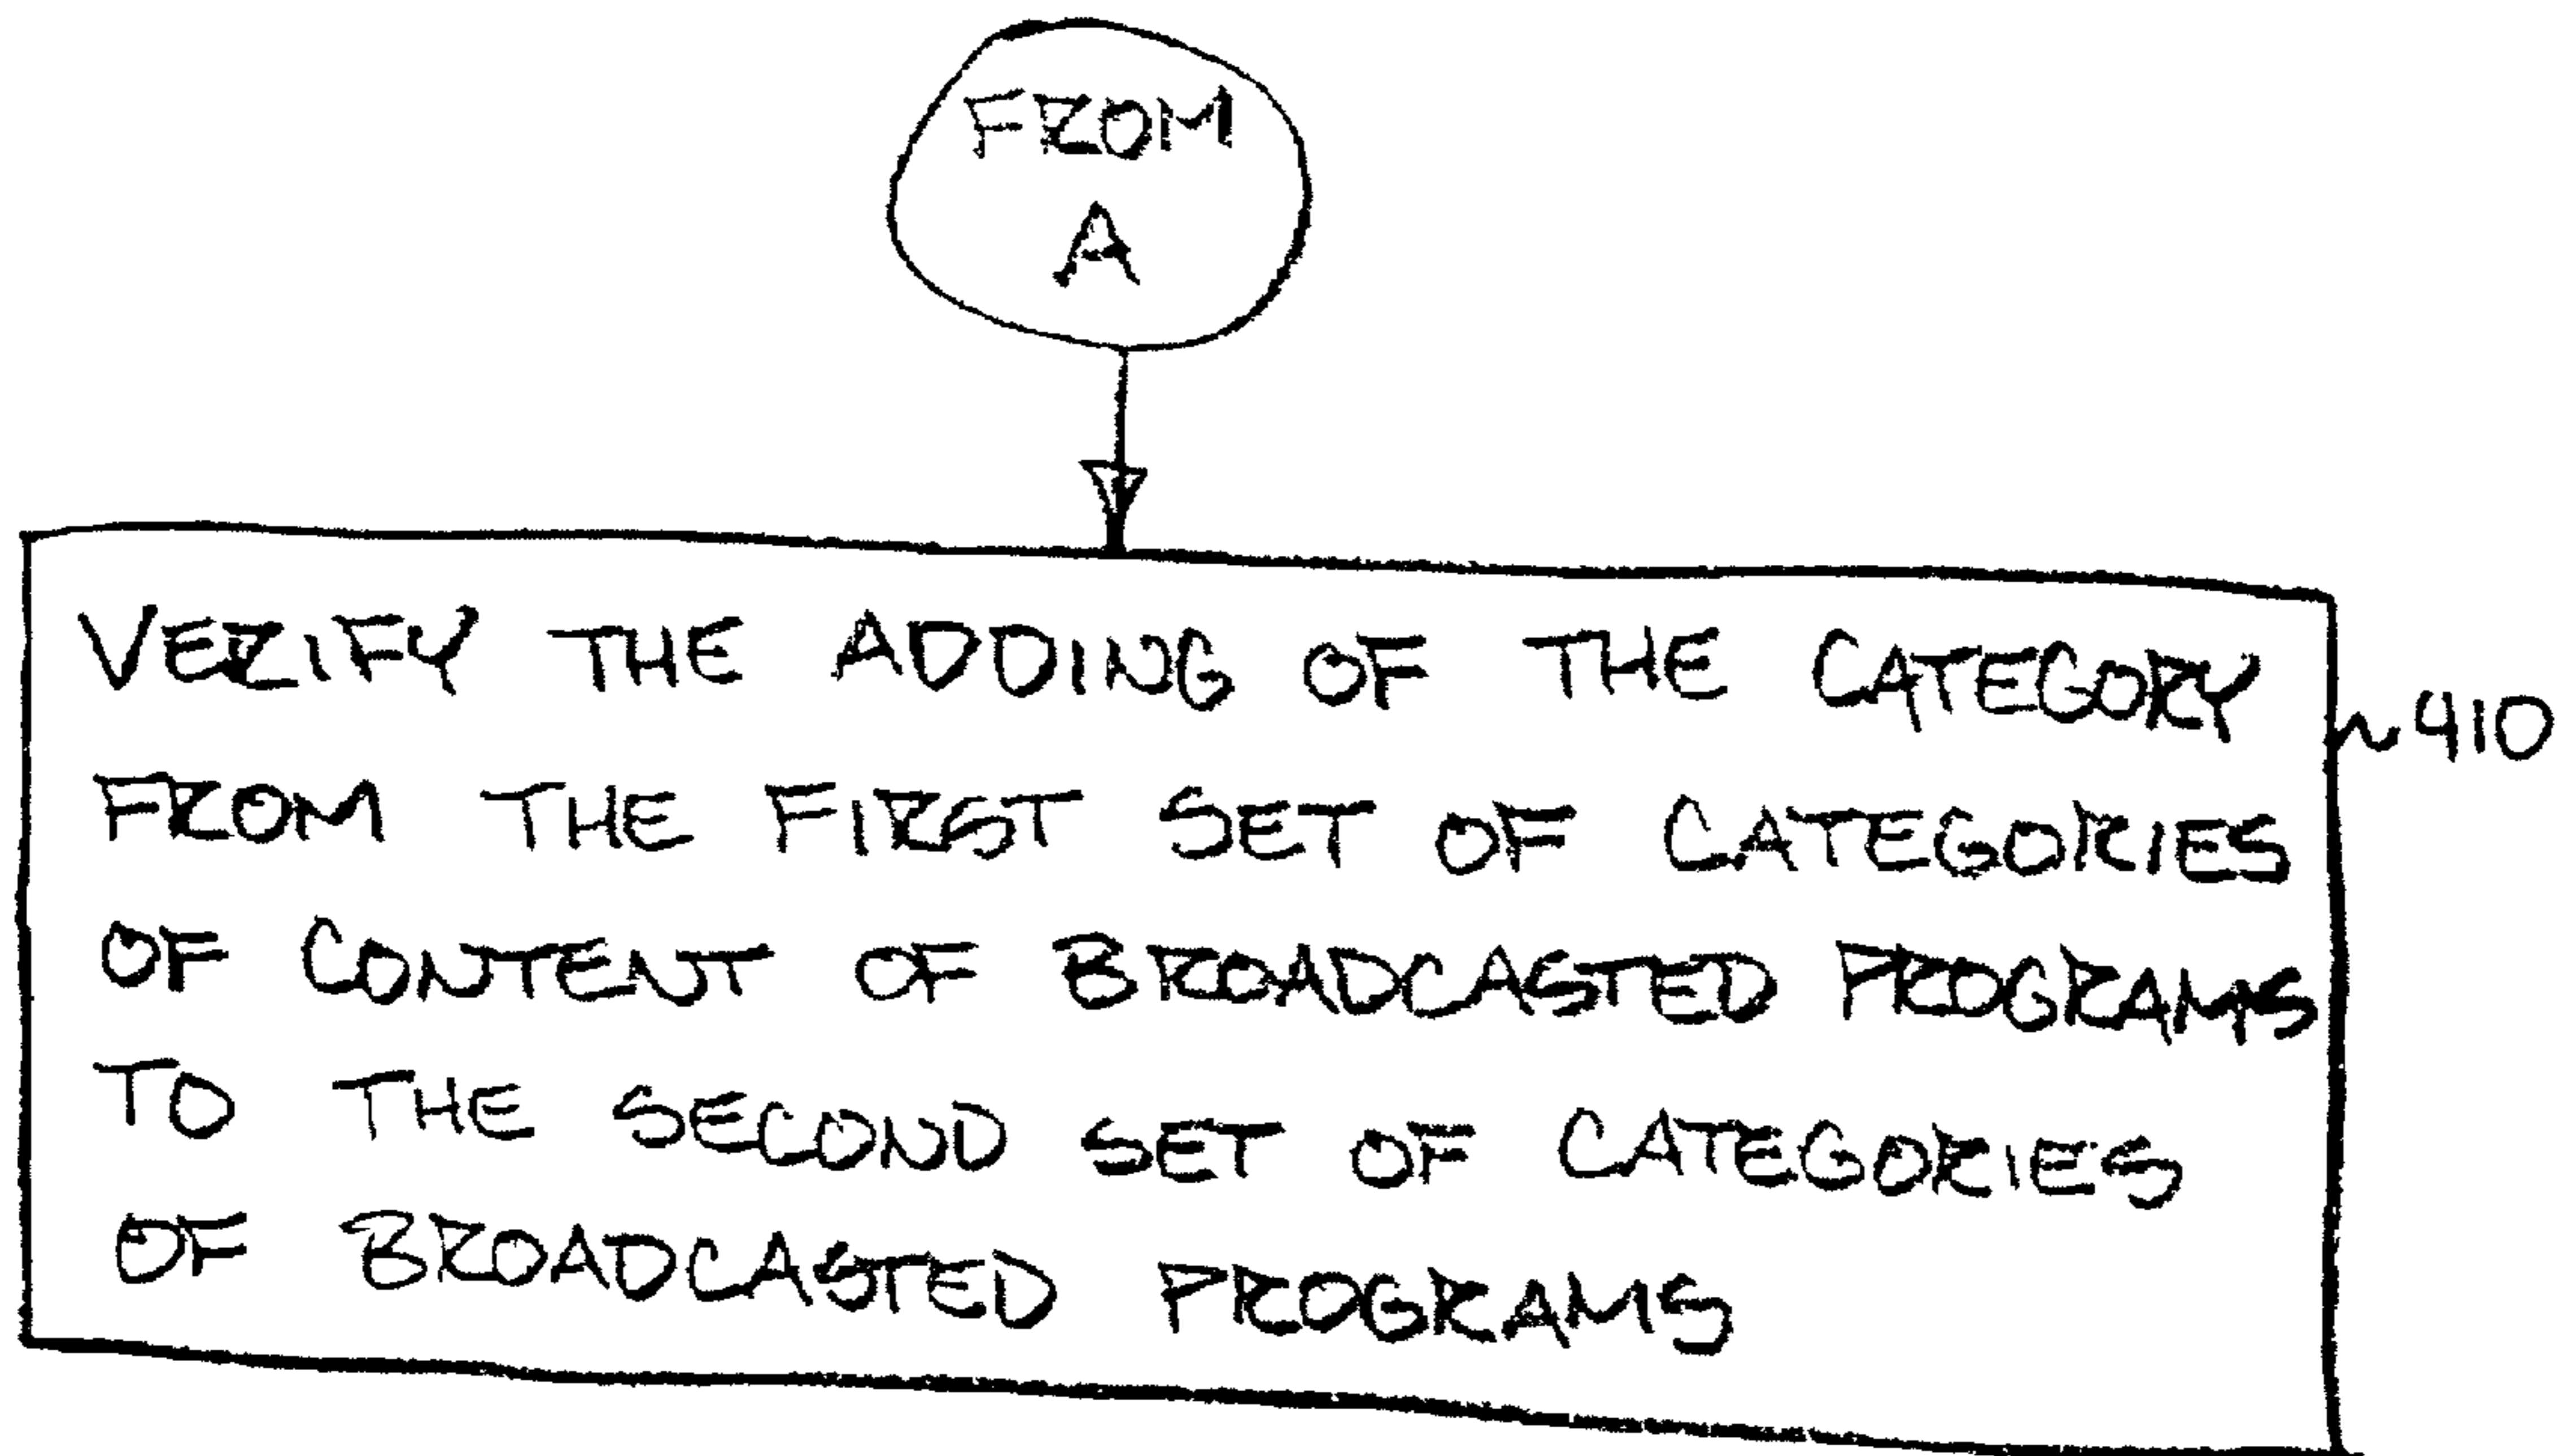 FROM
A
VERIFY THE ADDING OF THE CATEGORY
410
FROM THE FIRST SET OF CATEGORIES
OF CONTENT OF BROADCASTED PROGRAMS
TO THE SECOND SET OF CATEGORIES
OF BROADCASTED PROGRAMS